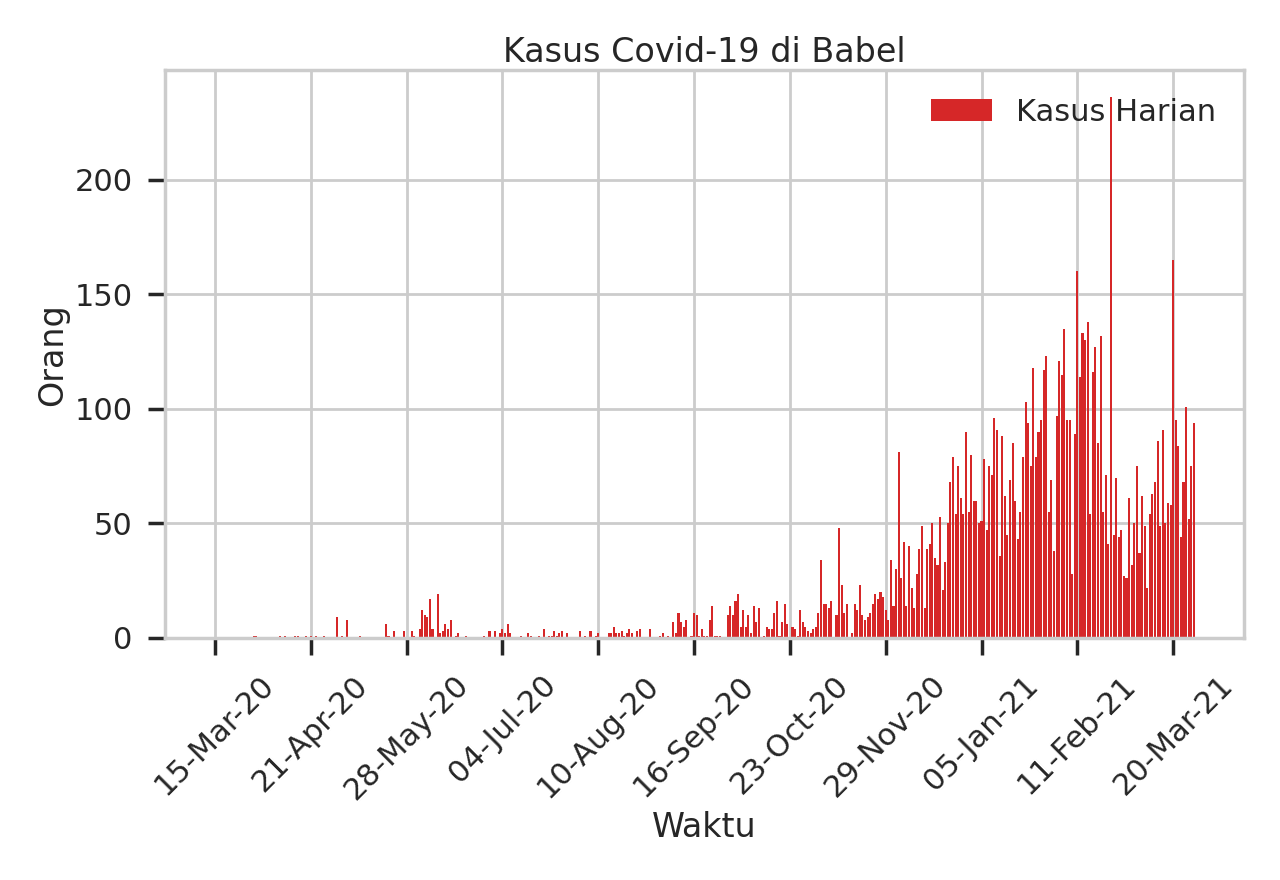 Kasus Covid-19 di Babel
Kasus Harian
Orang
200
150
100
50
0
15-Mar-20
21-Apr-20
28-May-20
04-Jul-20
10-Aug-20
16-Sep-20
23-Oct-20
29-Nov-20
05-Jan-21
11-Feb-21
20-Mar-21
Waktu